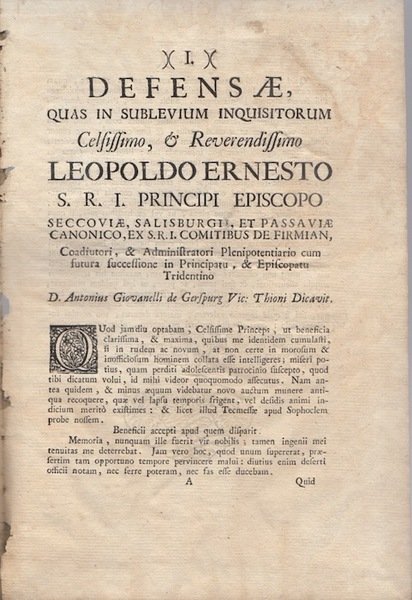 )( I. )(
DEFENSÆ,
QUAS IN SUBLEVIUM INQUISITORUM
Celsissimo, & Reverendissimo
LEOPOLDO ERNESTO
S. R. I. PRINCIPI EPISCOPO
SECCOVIÆ, SALISBURGI, ET PASSAVIÆ
CANONICO, EX S.R.I. COMITIBUS DE FIRMIAN,
Coadiutori, & Administratori Plenipotentiario cum
futura successione in Principatu, & Episcopatu
Tridentino
D. Antonius Giovanelli de Gerspurg Vic: Thioni Dicavit.
QUod jamdiu optabam, Celsissime Princeps, ut beneficia
clarissima, & maxima, quibus me identidem cumulasti,
si in rudem ac novum, at non certe in morosum &
inofficiosum hominem collata esse intelligeres; miseri po-
tius, quam perditi adolescentis patrocinio suscepto, quod
tibi dicatum volui, id mihi videor quoquomodo assecutus. Nam an-
tea quidem, & minus æquum videbatur novo auctum munere anti-
qua recoquere, quæ vel lapsu temporis frigent, vel desidis animi in-
dicium meritò existimes: & licet illud Tecmessæ apud Sophoclem
probe nossem.
Beneficii accepti apud quem disparit.
Memoria, nunquam ille fuerit vir nobilis; tamen ingenii mei
tenuitas me deterrebat. Jam vero hoc, quod unum supererat, præ-
sertim tam opportuno tempore pervincere malui: diutius enim deserti
officii notam, nec ferre poteram, nec fas esse ducebam.
A Quid